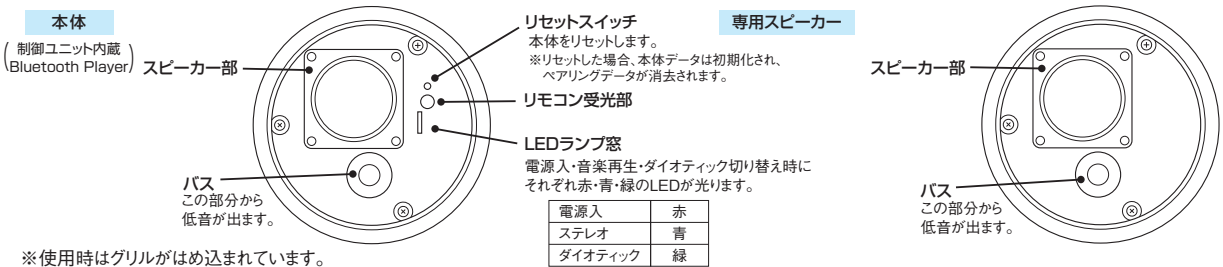 本体
制御ユニット内蔵
Bluetooth Player
スピーカー部
バス
この部分から
低音が出ます。
※使用時はグリルがはめ込まれています。
リセットスイッチ
本体をリセットします。
※リセットした場合、本体データは初期化され、
ペアリングデータが消去されます。
リモコン受光部
LEDランプ窓
電源入・音楽再生・ダイオティック切り替え時に
それぞれ赤・青・緑のLEDが光ります。
電源入 赤
ステレオ 青
ダイオティック 緑
専用スピーカー
スピーカー部
バス
この部分から
低音が出ます。